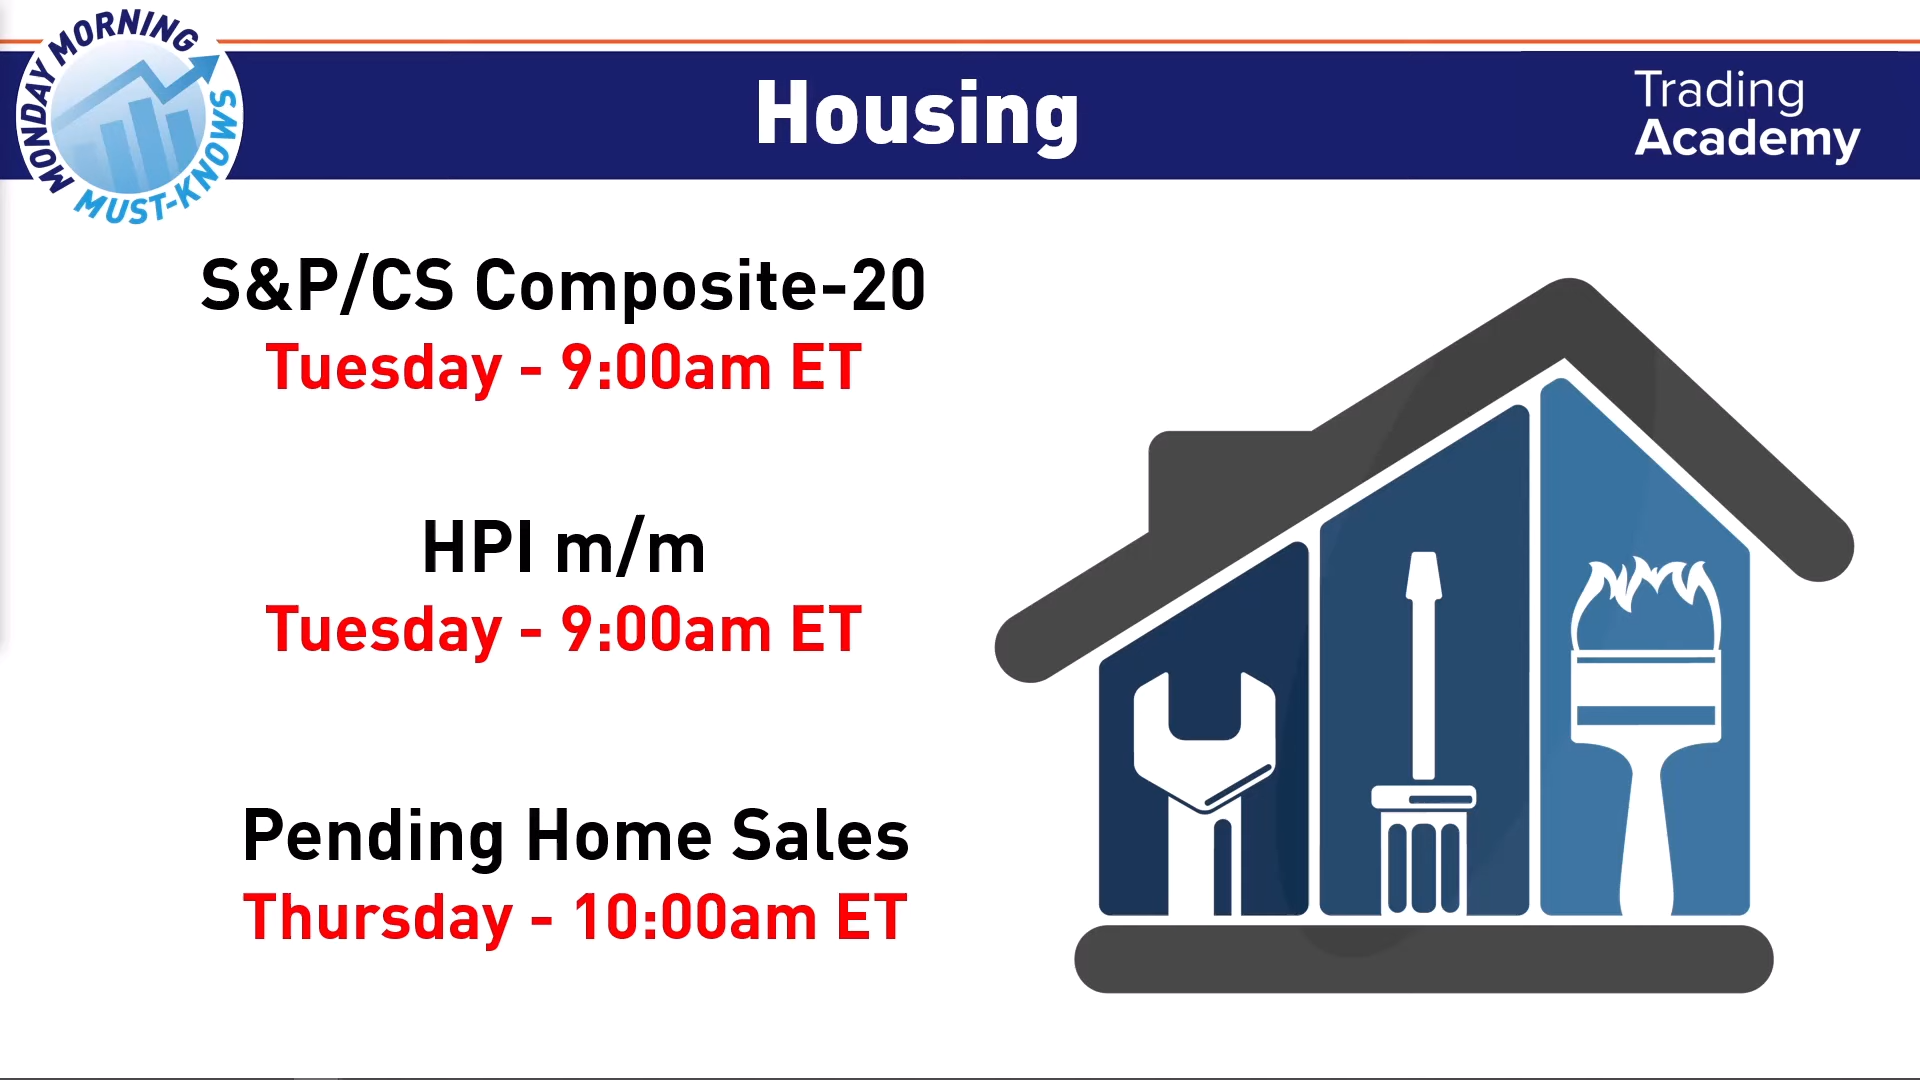 MONDAY MORNING
MUST-KNOWS
Housing
Trading
Academy
S&P/CS Composite-20
Tuesday - 9:00am ET
HPI m/m
Tuesday - 9:00am ET
Pending Home Sales
Thursday - 10:00am ET